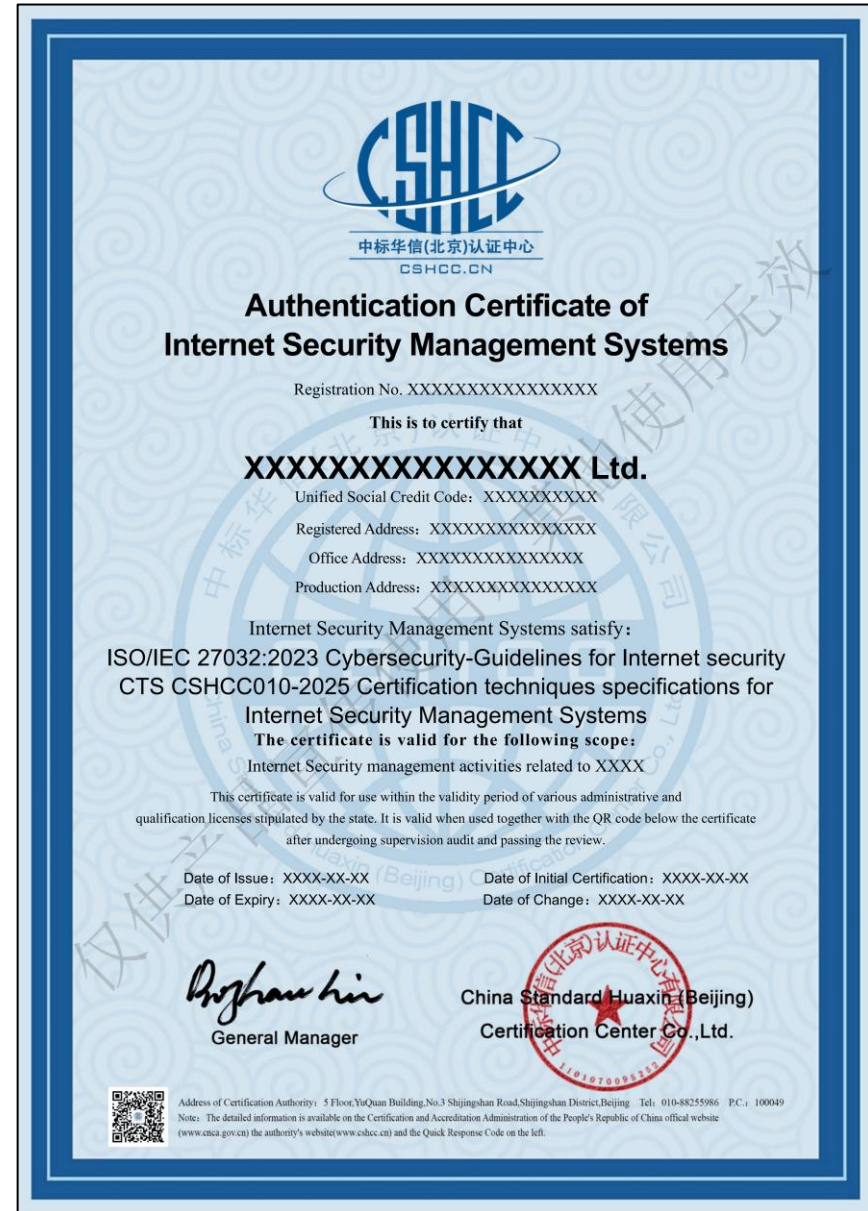 CSHCC
中标华信(北京)认证中心
CSHCC.CN
Authentication Certificate of
Internet Security Management Systems
Registration No. XXXXXXXXXXXXXXXX
This is to certify that
XXXXXXXXXXXXXXXX Ltd.
Unified Social Credit Code：XXXXXXXXXX
Registered Address：XXXXXXXXXXXXXXX
Office Address：XXXXXXXXXXXXXXX
Production Address：XXXXXXXXXXXXXXX
Internet Security Management Systems satisfy：
ISO/IEC 27032:2023 Cybersecurity-Guidelines for Internet security
CTS CSHCC010-2025 Certification techniques specifications for
Internet Security Management Systems
The certificate is valid for the following scope：
Internet Security management activities related to XXXX
This certificate is valid for use within the validity period of various administrative and
qualification licenses stipulated by the state. It is valid when used together with the QR code below the certificate
after undergoing supervision audit and passing the review.
Date of Issue：XXXX-XX-XX Date of Initial Certification：XXXX-XX-XX
Date of Expiry：XXXX-XX-XX Date of Change：XXXX-XX-XX
General Manager
China Standard Huaxin (Beijing)
Certification Center Co.,Ltd.
中标华信(北京)认证中心有限公司
1101070095252
Address of Certification Authority：5 Floor,YuQuan Building,No.3 Shijingshan Road,Shijingshan District,Beijing Tel：010-88255986 P.C.：100049
Note：The detailed information is available on the Certification and Accreditation Administration of the People's Republic of China offical website
(www.cnca.gov.cn) the authority's website(www.cshcc.cn) and the Quick Response Code on the left.